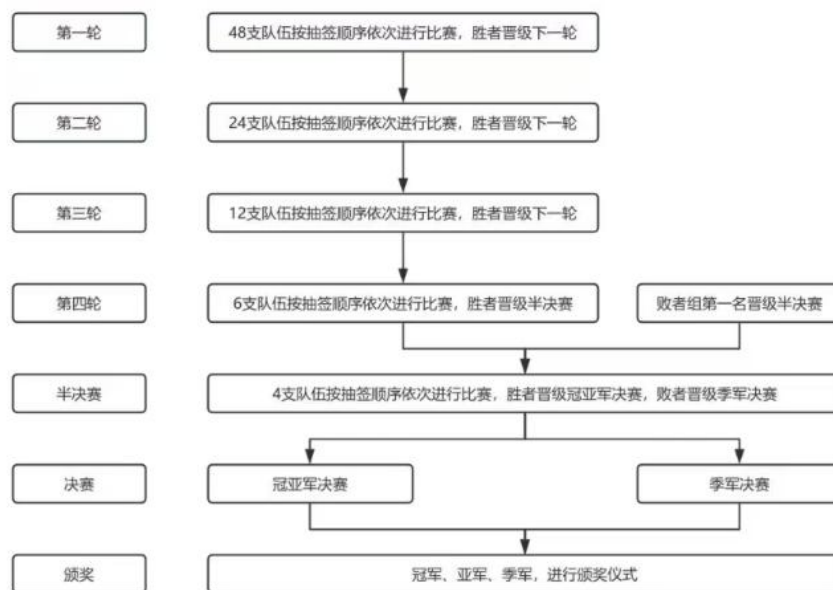 第一轮
48支队伍按抽签顺序依次进行比赛，胜者晋级下一轮
第二轮
24支队伍按抽签顺序依次进行比赛，胜者晋级下一轮
第三轮
12支队伍按抽签顺序依次进行比赛，胜者晋级下一轮
第四轮
6支队伍按抽签顺序依次进行比赛，胜者晋级半决赛
败者组第一名晋级半决赛
半决赛
4支队伍按抽签顺序依次进行比赛，胜者晋级冠亚军决赛，败者晋级季军决赛
决赛
冠亚军决赛
季军决赛
颁奖
冠军、亚军、季军，进行颁奖仪式